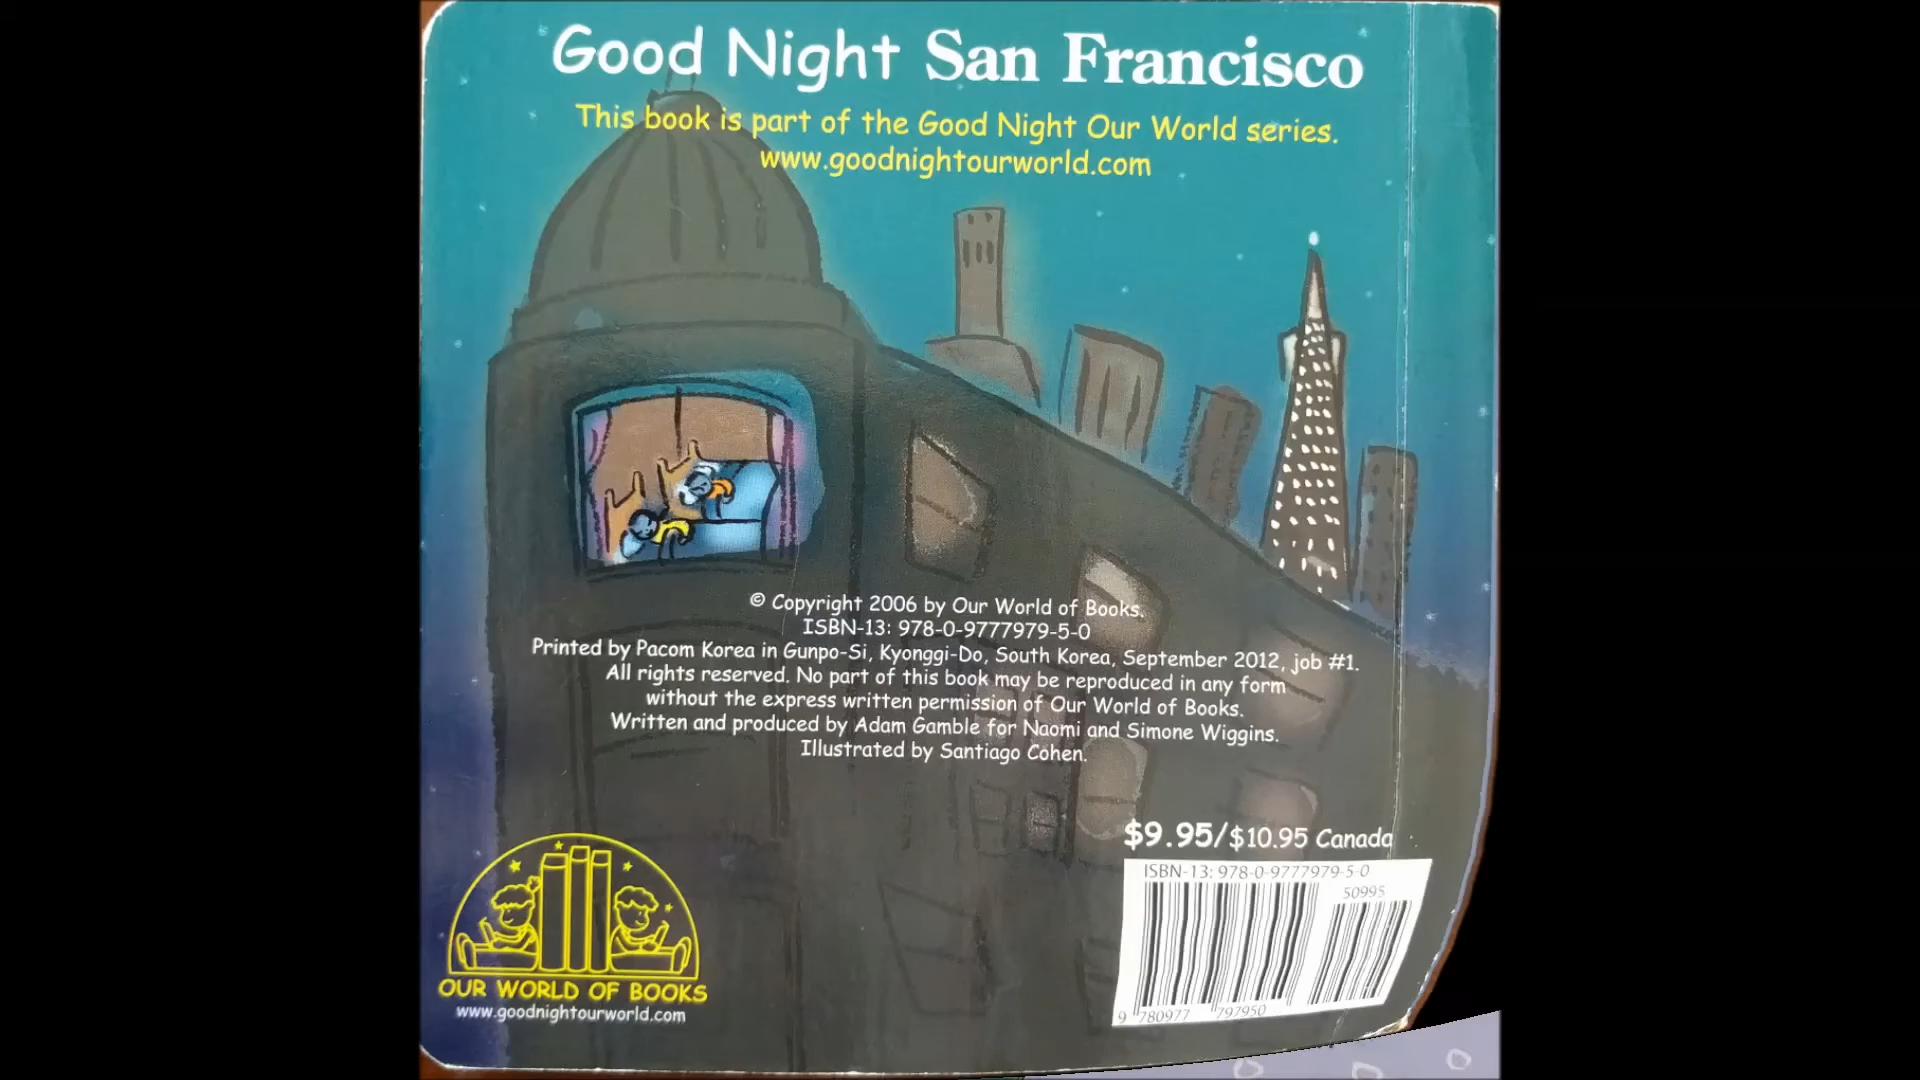 Good Night San Francisco
This book is part of the Good Night Our World series.
www.goodnightourworld.com
© Copyright 2006 by Our World of Books.
ISBN-13: 978-0-9777979-5-0
Printed by Pacom Korea in Gunpo-Si, Kyonggi-Do, South Korea, September 2012, job #1.
All rights reserved. No part of this book may be reproduced in any form
without the express written permission of Our World of Books.
Written and produced by Adam Gamble for Naomi and Simone Wiggins.
Illustrated by Santiago Cohen.
$9.95/$10.95 Canada
ISBN-13: 978-0-9777979-5-0
50995
9 780977 797950
OUR WORLD OF BOOKS
www.goodnightourworld.com